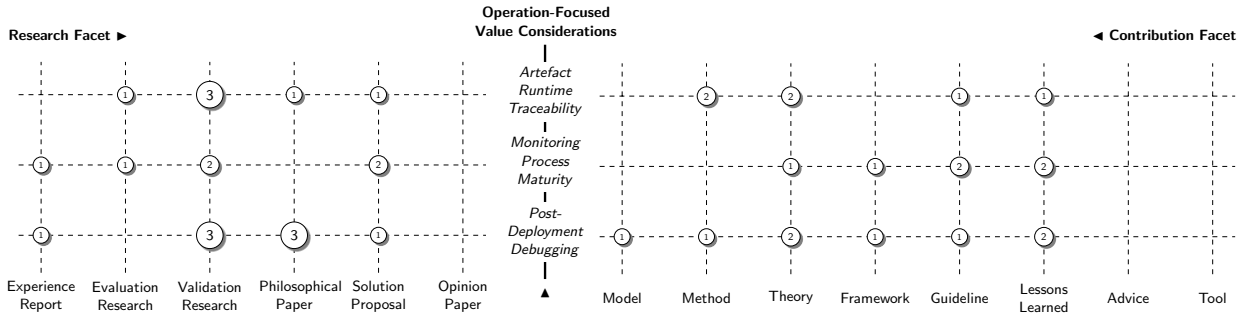 Operation-Focused
Value Considerations
Research Facet ►
◄ Contribution Facet
Artefact
Runtime
Traceability
1 3 1 1
2 2 1 1
Monitoring
Process
Maturity
1 1 2 2
1 1 2 2
Post-
Deployment
Debugging
1 3 3 1
1 1 2 1 1 2
Experience
Report
Evaluation
Research
Validation
Research
Philosophical
Paper
Solution
Proposal
Opinion
Paper
▲
Model
Method
Theory
Framework
Guideline
Lessons
Learned
Advice
Tool